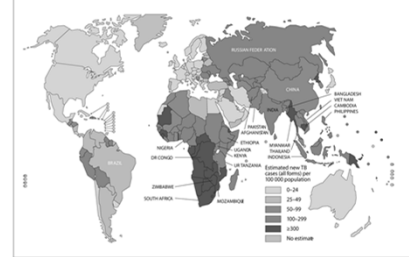 RUSSIAN FEDERATION
CHINA
BANGLADESH
VIET NAM
CAMBODIA
PHILIPPINES
INDIA
PAKISTAN
AFGHANISTAN
ETHIOPIA
UGANDA
KENYA
UR TANZANIA
MYANMAR
THAILAND
INDONESIA
NIGERIA
DR CONGO
BRAZIL
ZIMBABWE
SOUTH AFRICA
MOZAMBIQUE
Estimated new TB
cases (all forms) per
100 000 population
0–24
25–49
50–99
100–299
≥300
No estimate